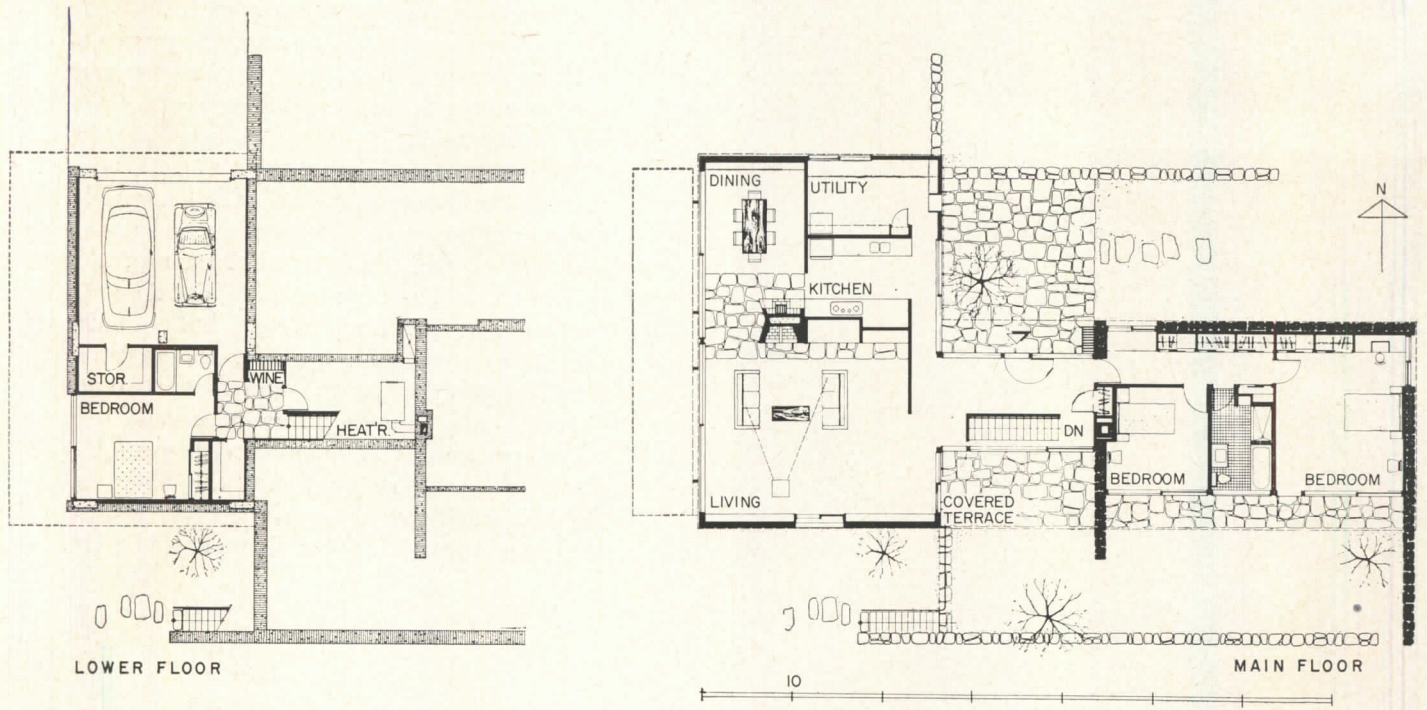 STOR.
WINE
BEDROOM
HEAT'R.
LOWER FLOOR
DINING
UTILITY
N
KITCHEN
DN
LIVING
COVERED
TERRACE
BEDROOM
BEDROOM
MAIN FLOOR
10